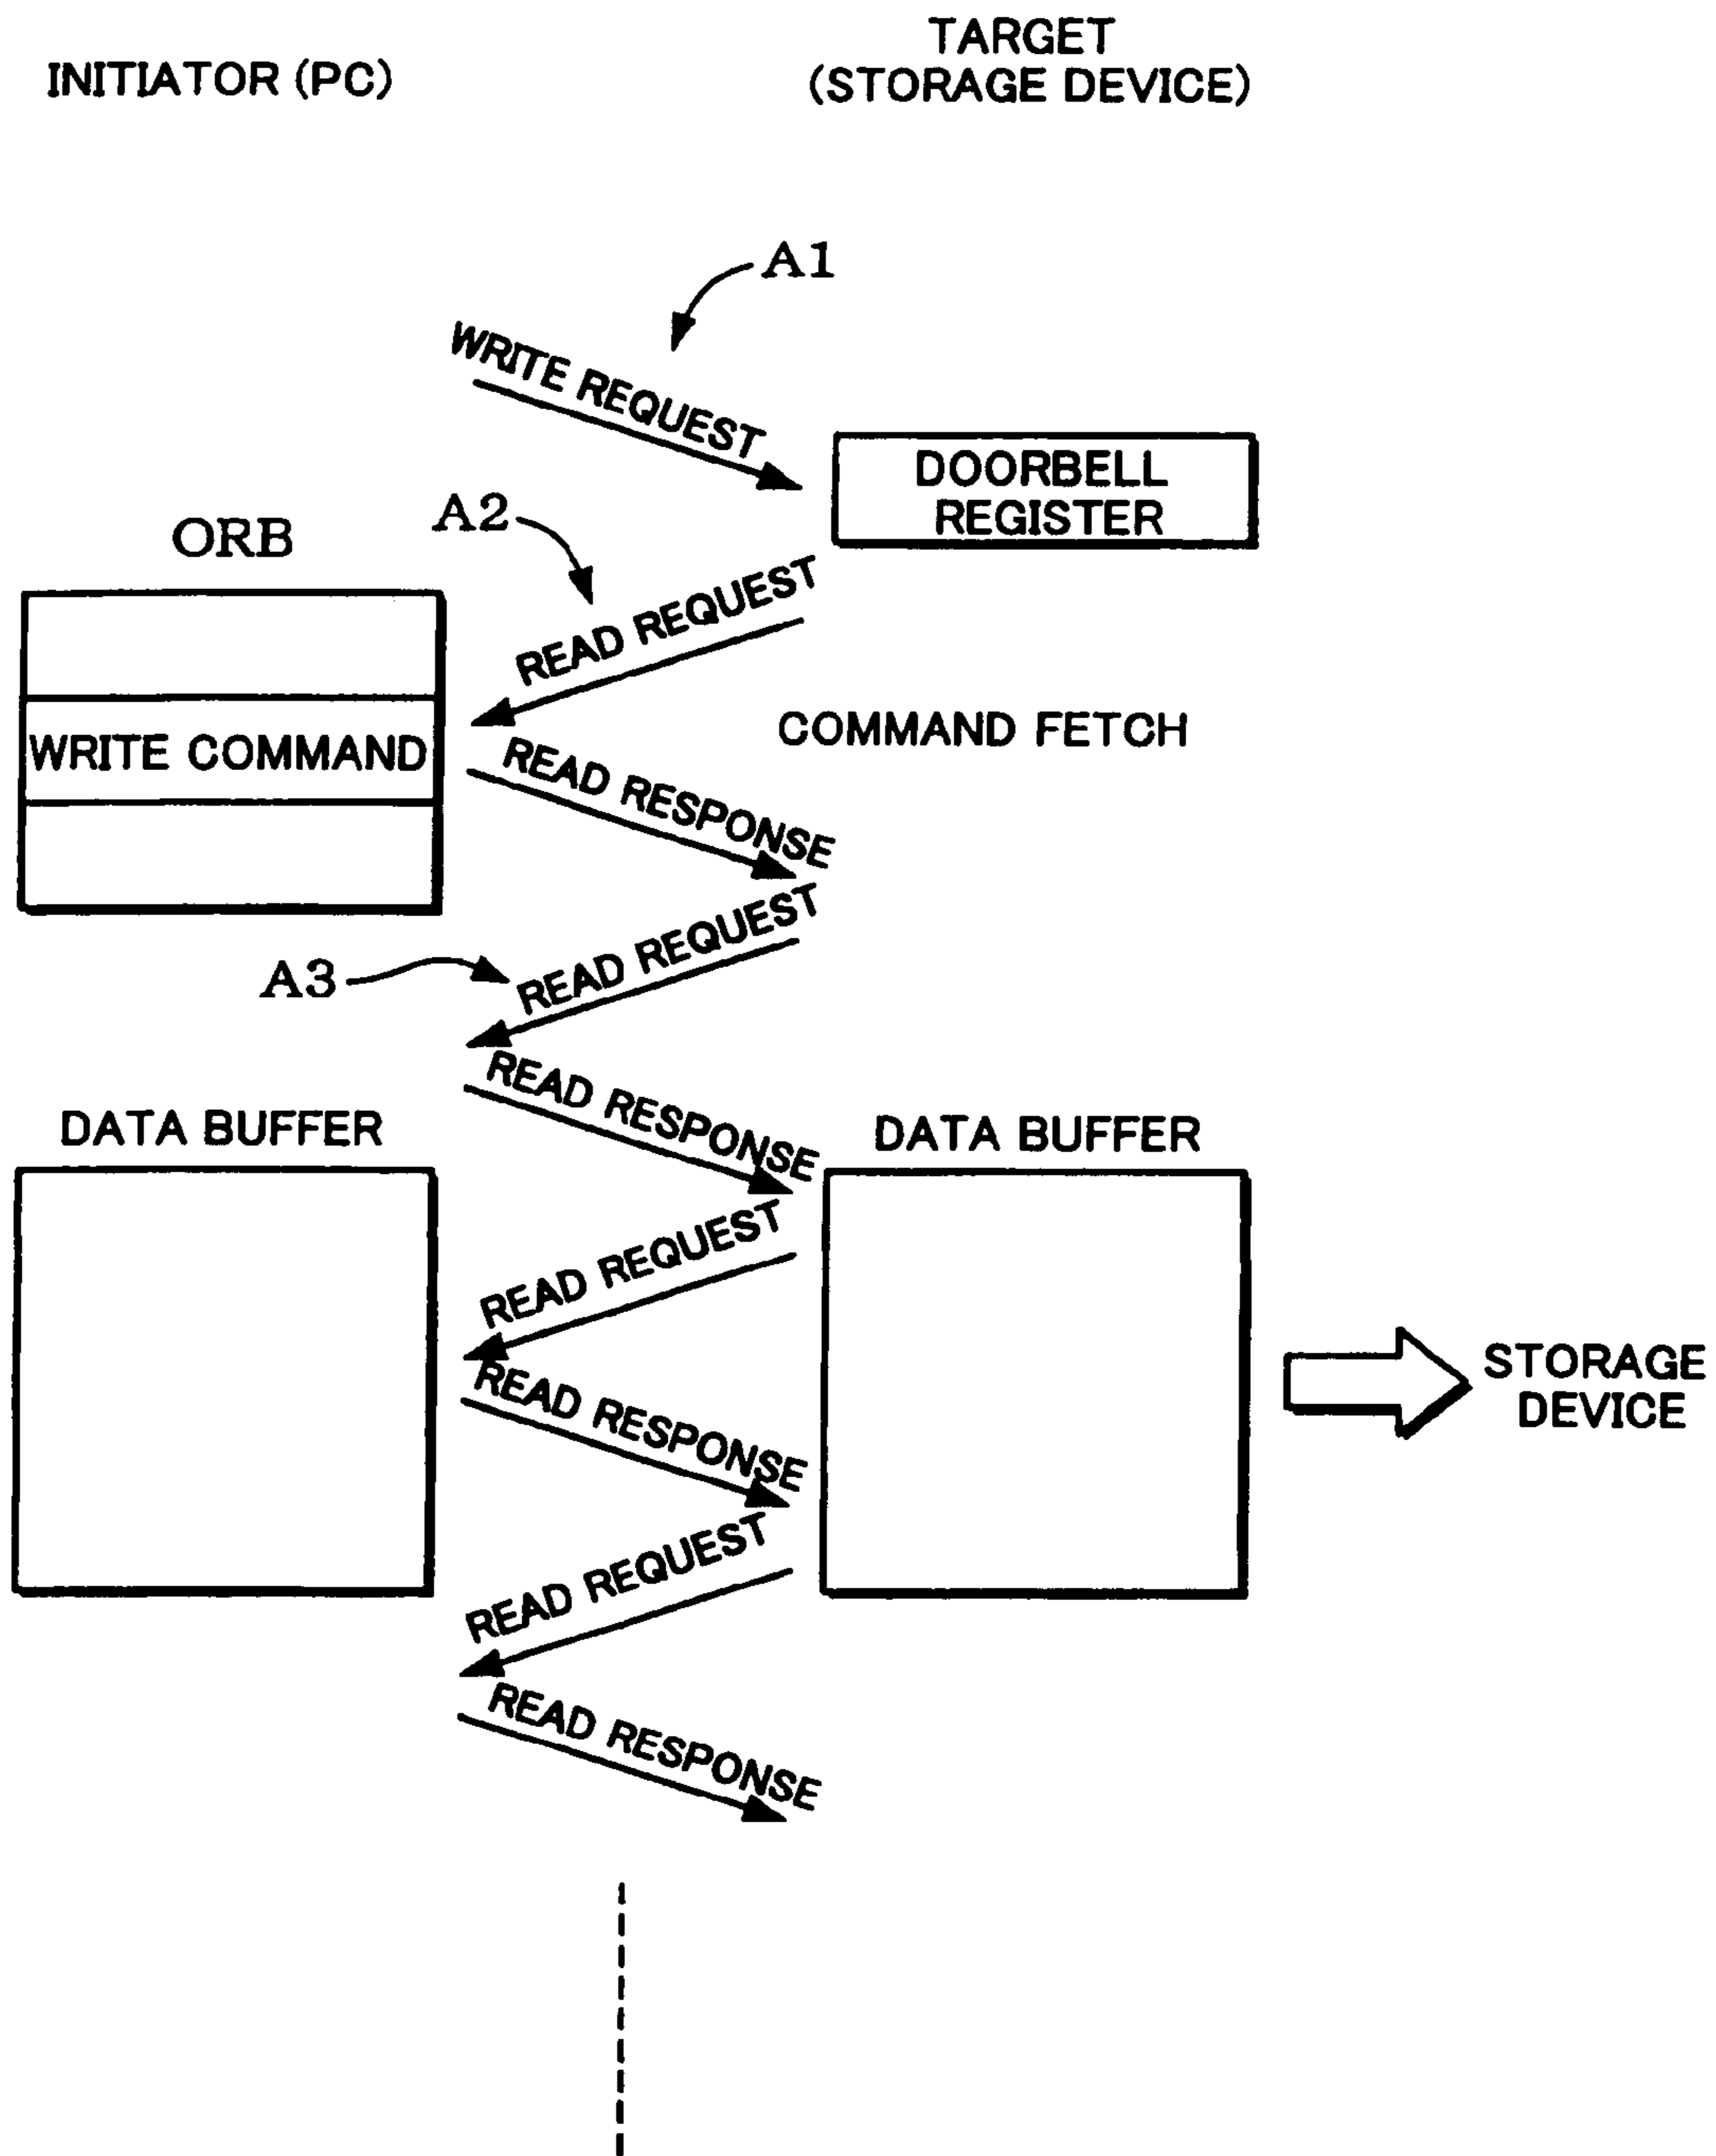 INITIATOR (PC)
TARGET
(STORAGE DEVICE)
A1
WRITE REQUEST
DOORBELL
REGISTER
A2
ORB
READ REQUEST
WRITE COMMAND
COMMAND FETCH
READ RESPONSE
READ REQUEST
A3
READ RESPONSE
DATA BUFFER
DATA BUFFER
READ REQUEST
READ RESPONSE
STORAGE
DEVICE
READ REQUEST
READ RESPONSE